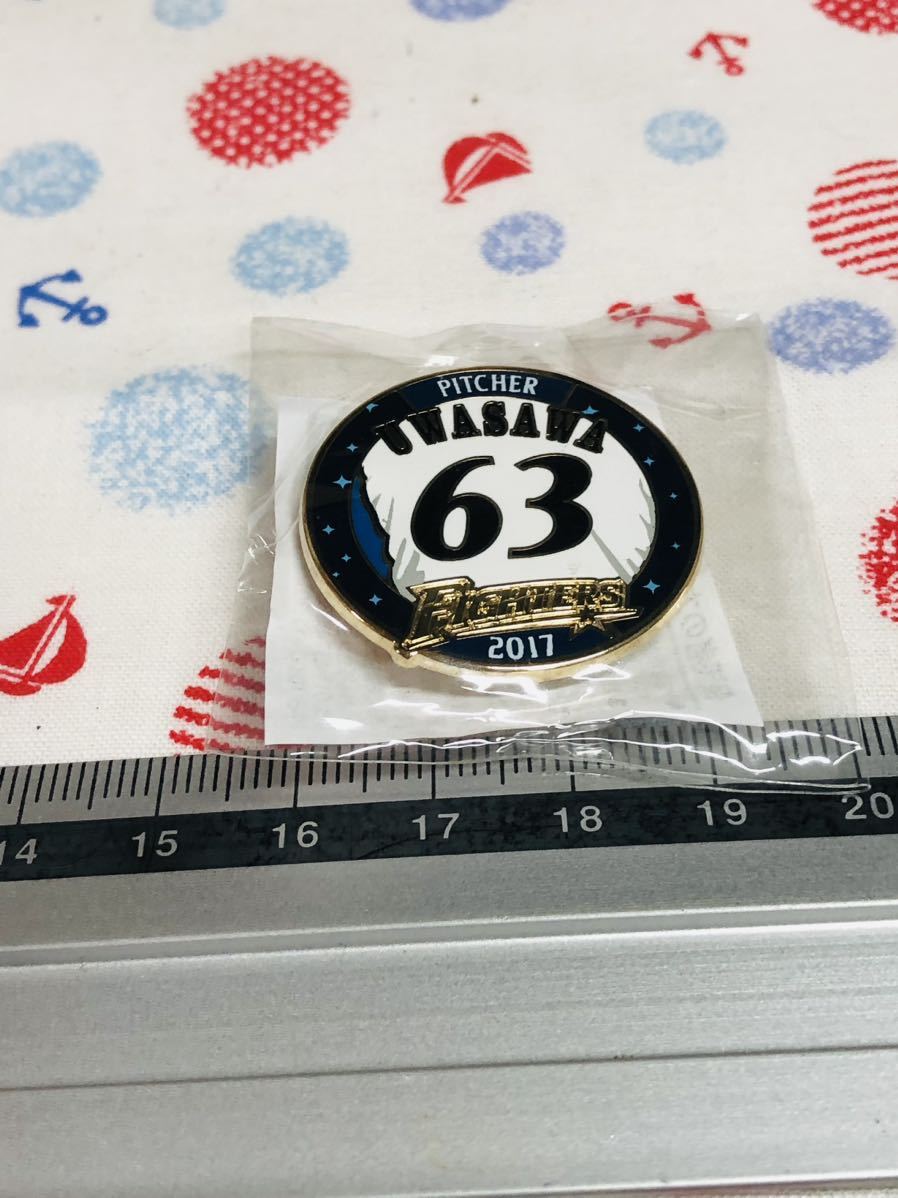 PITCHER
UWASAWA
63
FIGHTERS
2017
14 15 16 17 18 19 20